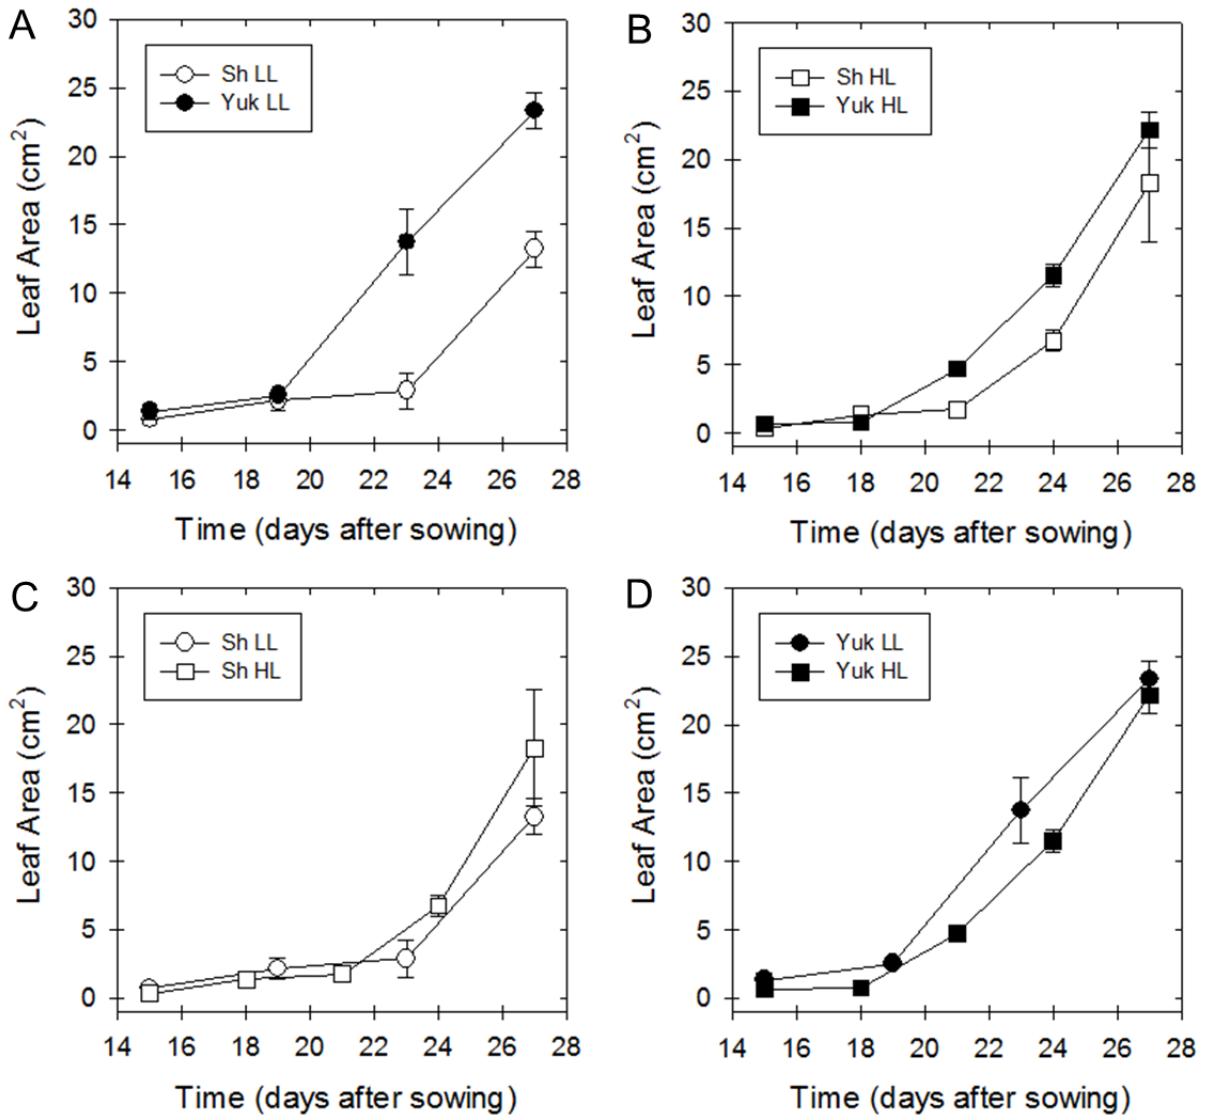 A
30
25
20
15
10
5
0
Leaf Area (cm²)
Sh LL
Yuk LL
14 16 18 20 22 24 26 28
Time (days after sowing)
B
30
25
20
15
10
5
0
Leaf Area (cm²)
Sh HL
Yuk HL
14 16 18 20 22 24 26 28
Time (days after sowing)
C
30
25
20
15
10
5
0
Leaf Area (cm²)
Sh LL
Sh HL
14 16 18 20 22 24 26 28
Time (days after sowing)
D
30
25
20
15
10
5
0
Leaf Area (cm²)
Yuk LL
Yuk HL
14 16 18 20 22 24 26 28
Time (days after sowing)